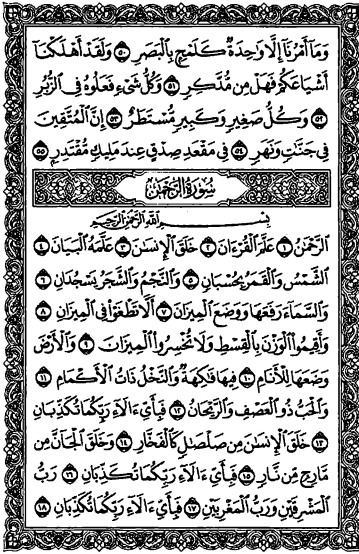 وَمَآ أَمْرُنَآ إِلَّا وَٰحِدَةٌ كَلَمْحٍۭ بِٱلْبَصَرِ ٥٠ وَلَقَدْ أَهْلَكْنَآ
أَشْيَاعَكُمْ فَهَلْ مِن مُّدَّكِرٍ ٥١ وَكُلُّ شَىْءٍ فَعَلُوهُ فِى ٱلزُّبُرِ
٥٢ وَكُلُّ صَغِيرٍ وَكَبِيرٍ مُّسْتَطَرٌ ٥٣ إِنَّ ٱلْمُتَّقِينَ
فِى جَنَّٰتٍ وَنَهَرٍ ٥٤ فِى مَقْعَدِ صِدْقٍ عِندَ مَلِيكٍ مُّقْتَدِرٍۭ ٥٥
سُورَةُ الرَّحْمَٰن
بِسْمِ ٱللَّهِ ٱلرَّحْمَٰنِ ٱلرَّحِيمِ
ٱلرَّحْمَٰنُ ١ عَلَّمَ ٱلْقُرْءَانَ ٢ خَلَقَ ٱلْإِنسَٰنَ ٣ عَلَّمَهُ ٱلْبَيَانَ ٤
ٱلشَّمْسُ وَٱلْقَمَرُ بِحُسْبَانٍ ٥ وَٱلنَّجْمُ وَٱلشَّجَرُ يَسْجُدَانِ ٦
وَٱلسَّمَآءَ رَفَعَهَا وَوَضَعَ ٱلْمِيزَانَ ٧ أَلَّا تَطْغَوْا۟ فِى ٱلْمِيزَانِ ٨
وَأَقِيمُوا۟ ٱلْوَزْنَ بِٱلْقِسْطِ وَلَا تُخْسِرُوا۟ ٱلْمِيزَانَ ٩ وَٱلْأَرْضَ
وَضَعَهَا لِلْأَنَامِ ١٠ فِيهَا فَٰكِهَةٌ وَٱلنَّخْلُ ذَاتُ ٱلْأَكْمَامِ ١١
وَٱلْحَبُّ ذُو ٱلْعَصْفِ وَٱلرَّيْحَانُ ١٢ فَبِأَىِّ ءَالَآءِ رَبِّكُمَا تُكَذِّبَانِ
١٣ خَلَقَ ٱلْإِنسَٰنَ مِن صَلْصَٰلٍ كَٱلْفَخَّارِ ١٤ وَخَلَقَ ٱلْجَآنَّ مِن
مَّارِجٍ مِّن نَّارٍ ١٥ فَبِأَىِّ ءَالَآءِ رَبِّكُمَا تُكَذِّبَانِ ١٦ رَبُّ
ٱلْمَشْرِقَيْنِ وَرَبُّ ٱلْمَغْرِبَيْنِ ١٧ فَبِأَىِّ ءَالَآءِ رَبِّكُمَا تُكَذِّبَانِ ١٨